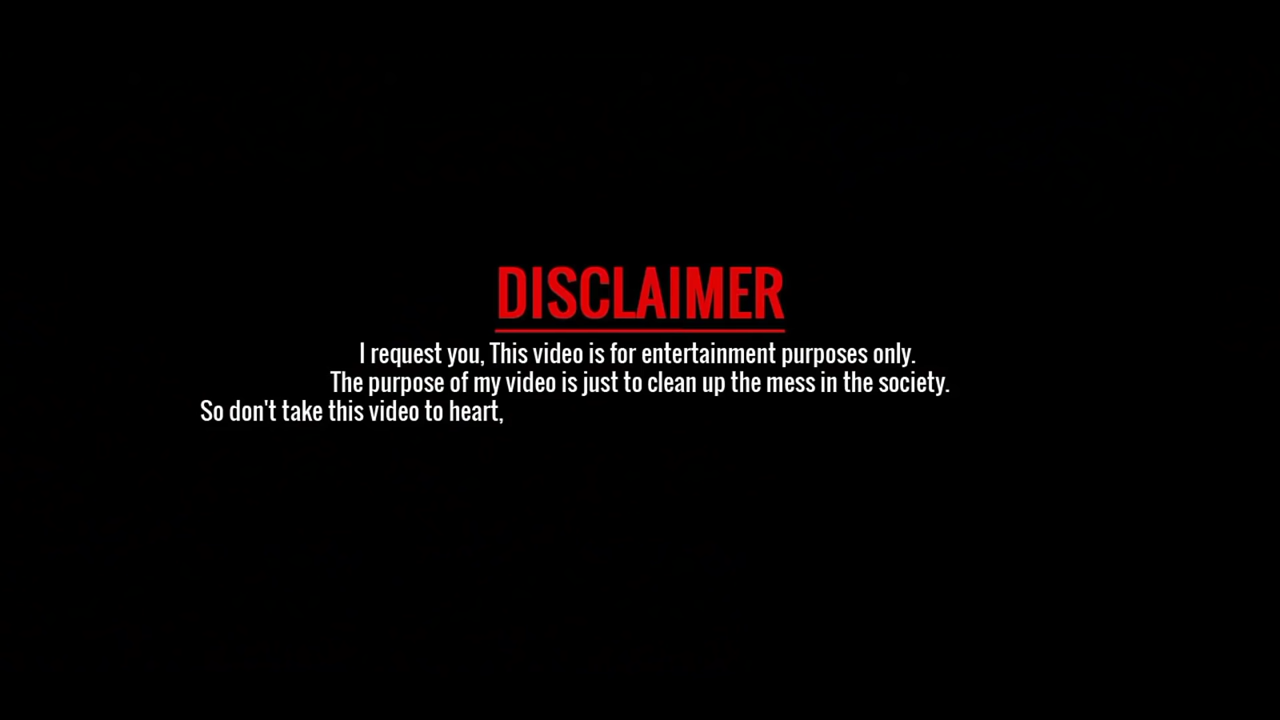 DISCLAIMER
I request you, This video is for entertainment purposes only.
The purpose of my video is just to clean up the mess in the society.
So don't take this video to heart,